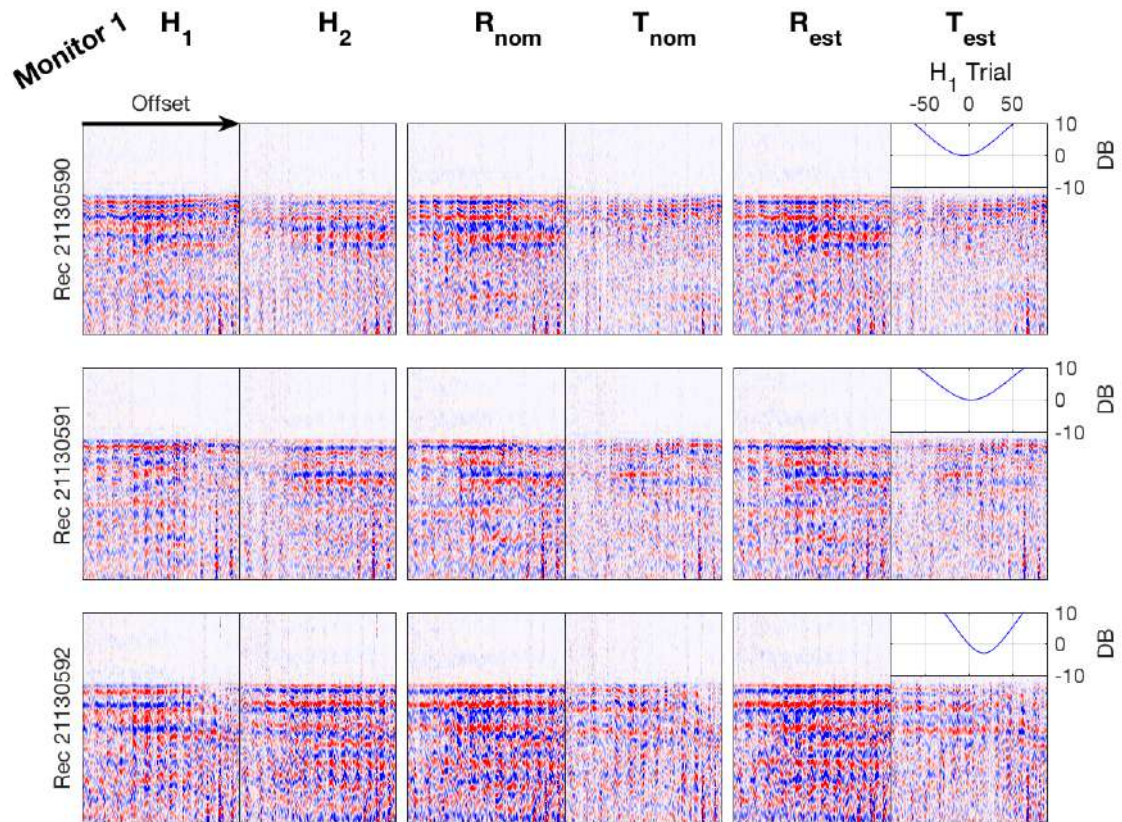 Monitor 1
H1 H2 Rnom Tnom Rest Test
H1 Trial
Offset
-50 0 50
10
0
-10
DB
Rec 21130590
10
0
-10
DB
Rec 21130591
10
0
-10
DB
Rec 21130592